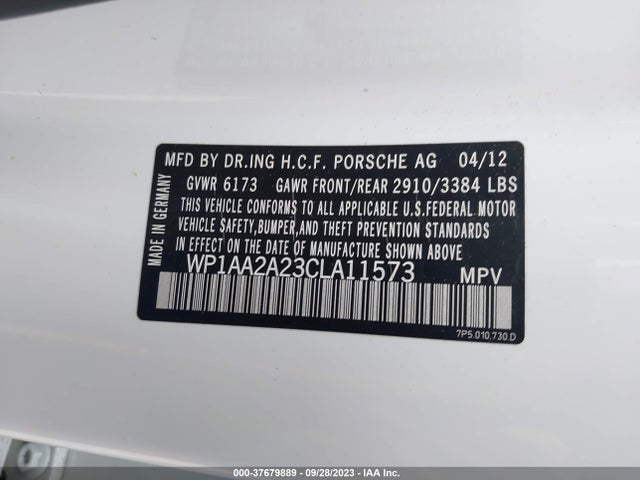 MFD BY DR.ING H.C.F. PORSCHE AG 04/12
GVWR 6173 GAWR FRONT/REAR 2910/3384 LBS
THIS VEHICLE CONFORMS TO ALL APPLICABLE U.S.FEDERAL MOTOR
VEHICLE SAFETY,BUMPER,AND THEFT PREVENTION STANDARDS
IN EFFECT ON THE DATE OF MANUFACTURE SHOWN ABOVE
WP1AA2A23CLA11573 MPV
7P5.010.730.D
MADE IN GERMANY
000-37679889 - 09/28/2023 - IAA Inc.